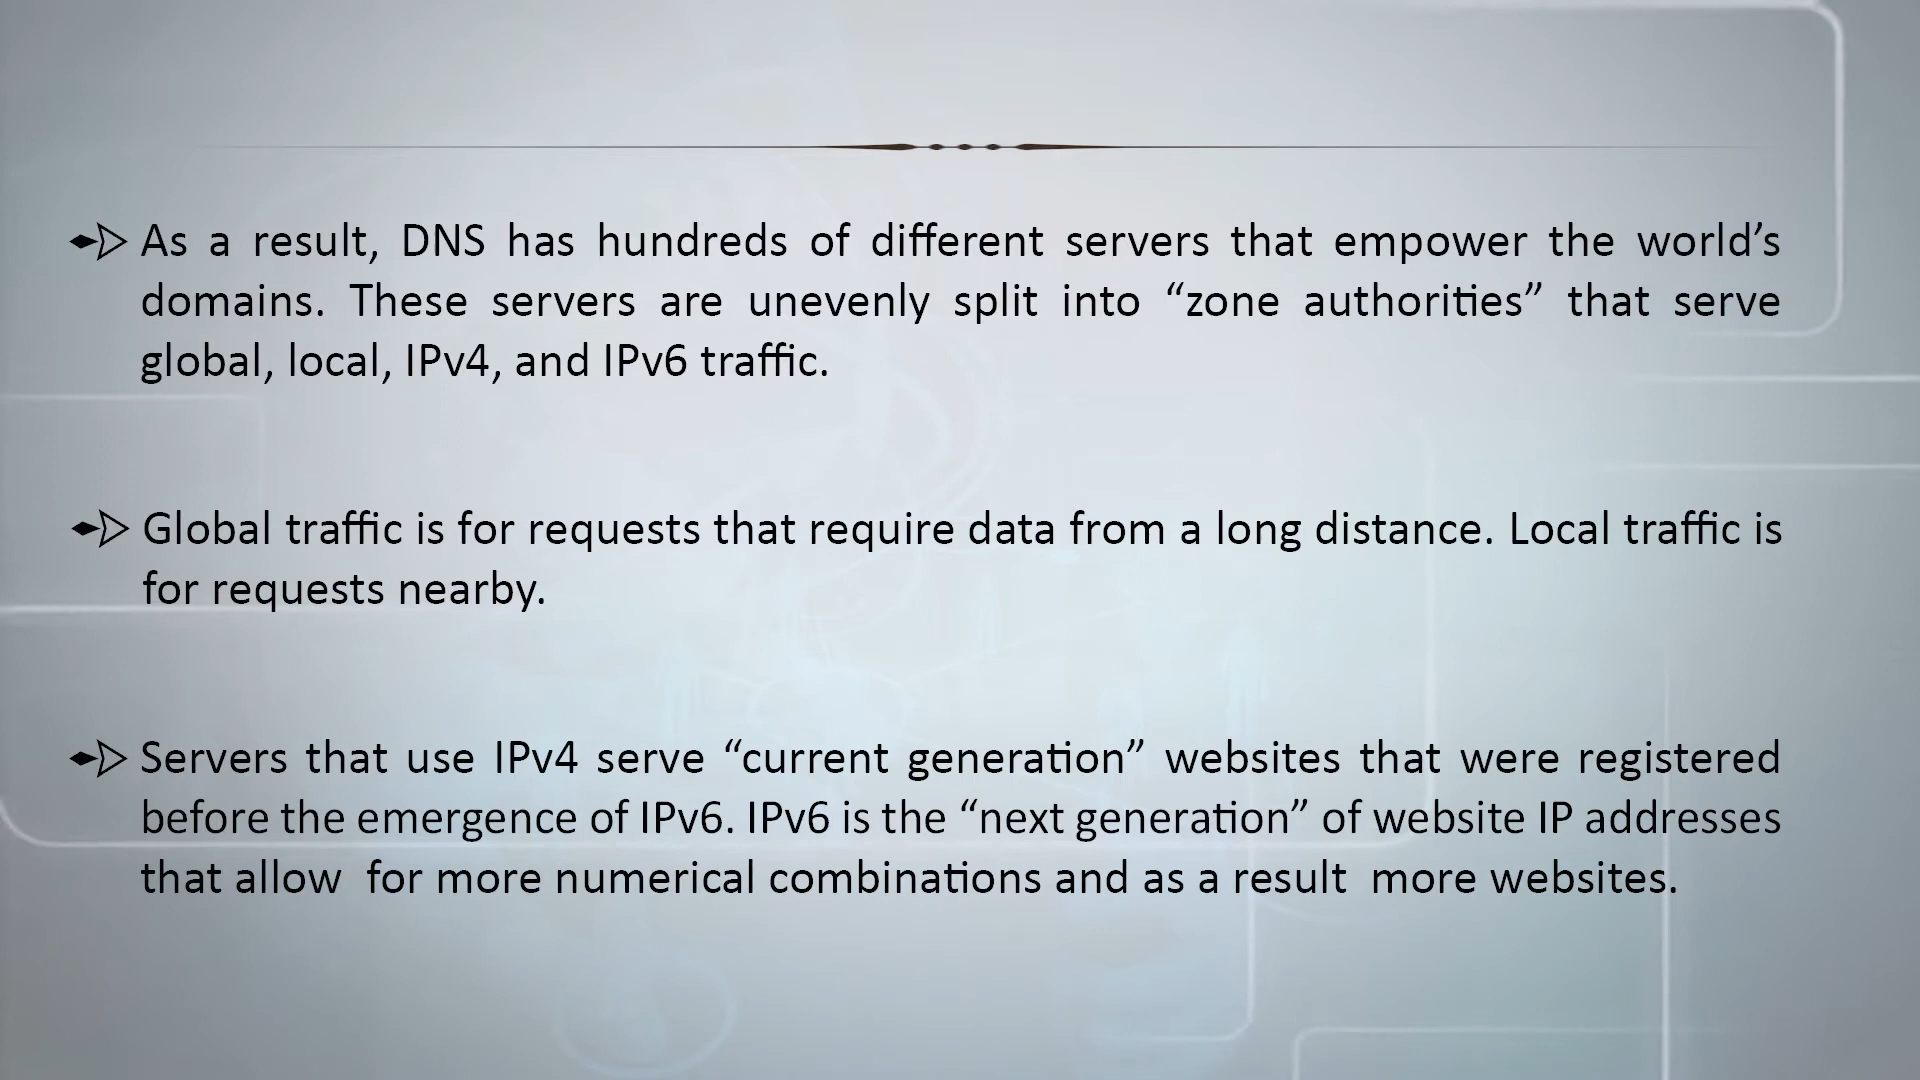 As a result, DNS has hundreds of different servers that empower the world’s
domains. These servers are unevenly split into “zone authorities” that serve
global, local, IPv4, and IPv6 traffic.
Global traffic is for requests that require data from a long distance. Local traffic is
for requests nearby.
Servers that use IPv4 serve “current generation” websites that were registered
before the emergence of IPv6. IPv6 is the “next generation” of website IP addresses
that allow  for more numerical combinations and as a result  more websites.